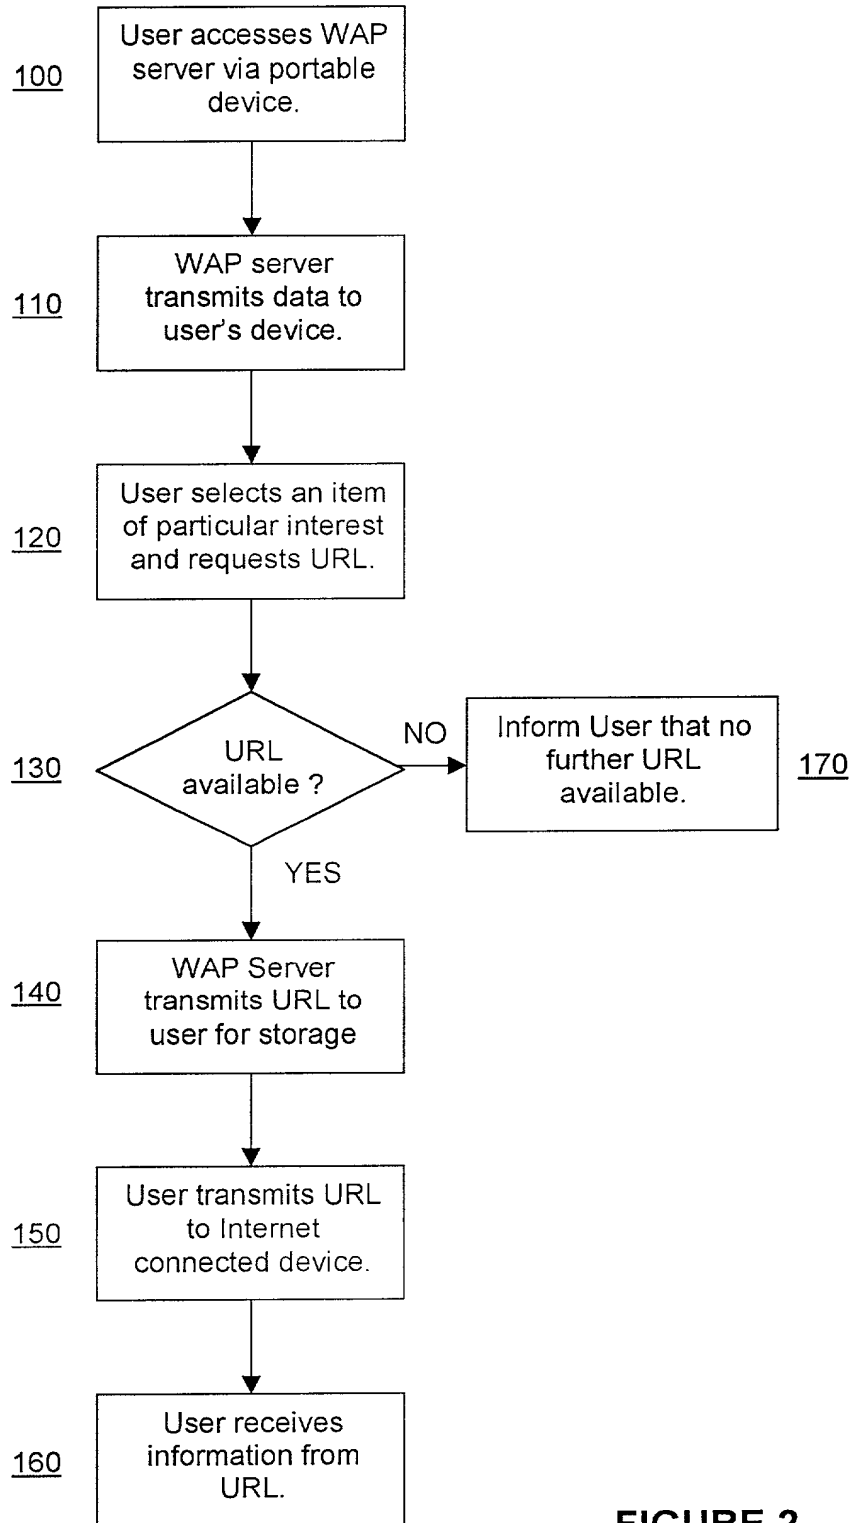 User accesses WAP
server via portable
device.
100
WAP server
transmits data to
user's device.
110
User selects an item
of particular interest
and requests URL.
120
URL
available ?
130
NO
Inform User that no
further URL
available.
170
YES
WAP Server
transmits URL to
user for storage
140
User transmits URL
to Internet
connected device.
150
User receives
information from
URL.
160
FIGURE 2